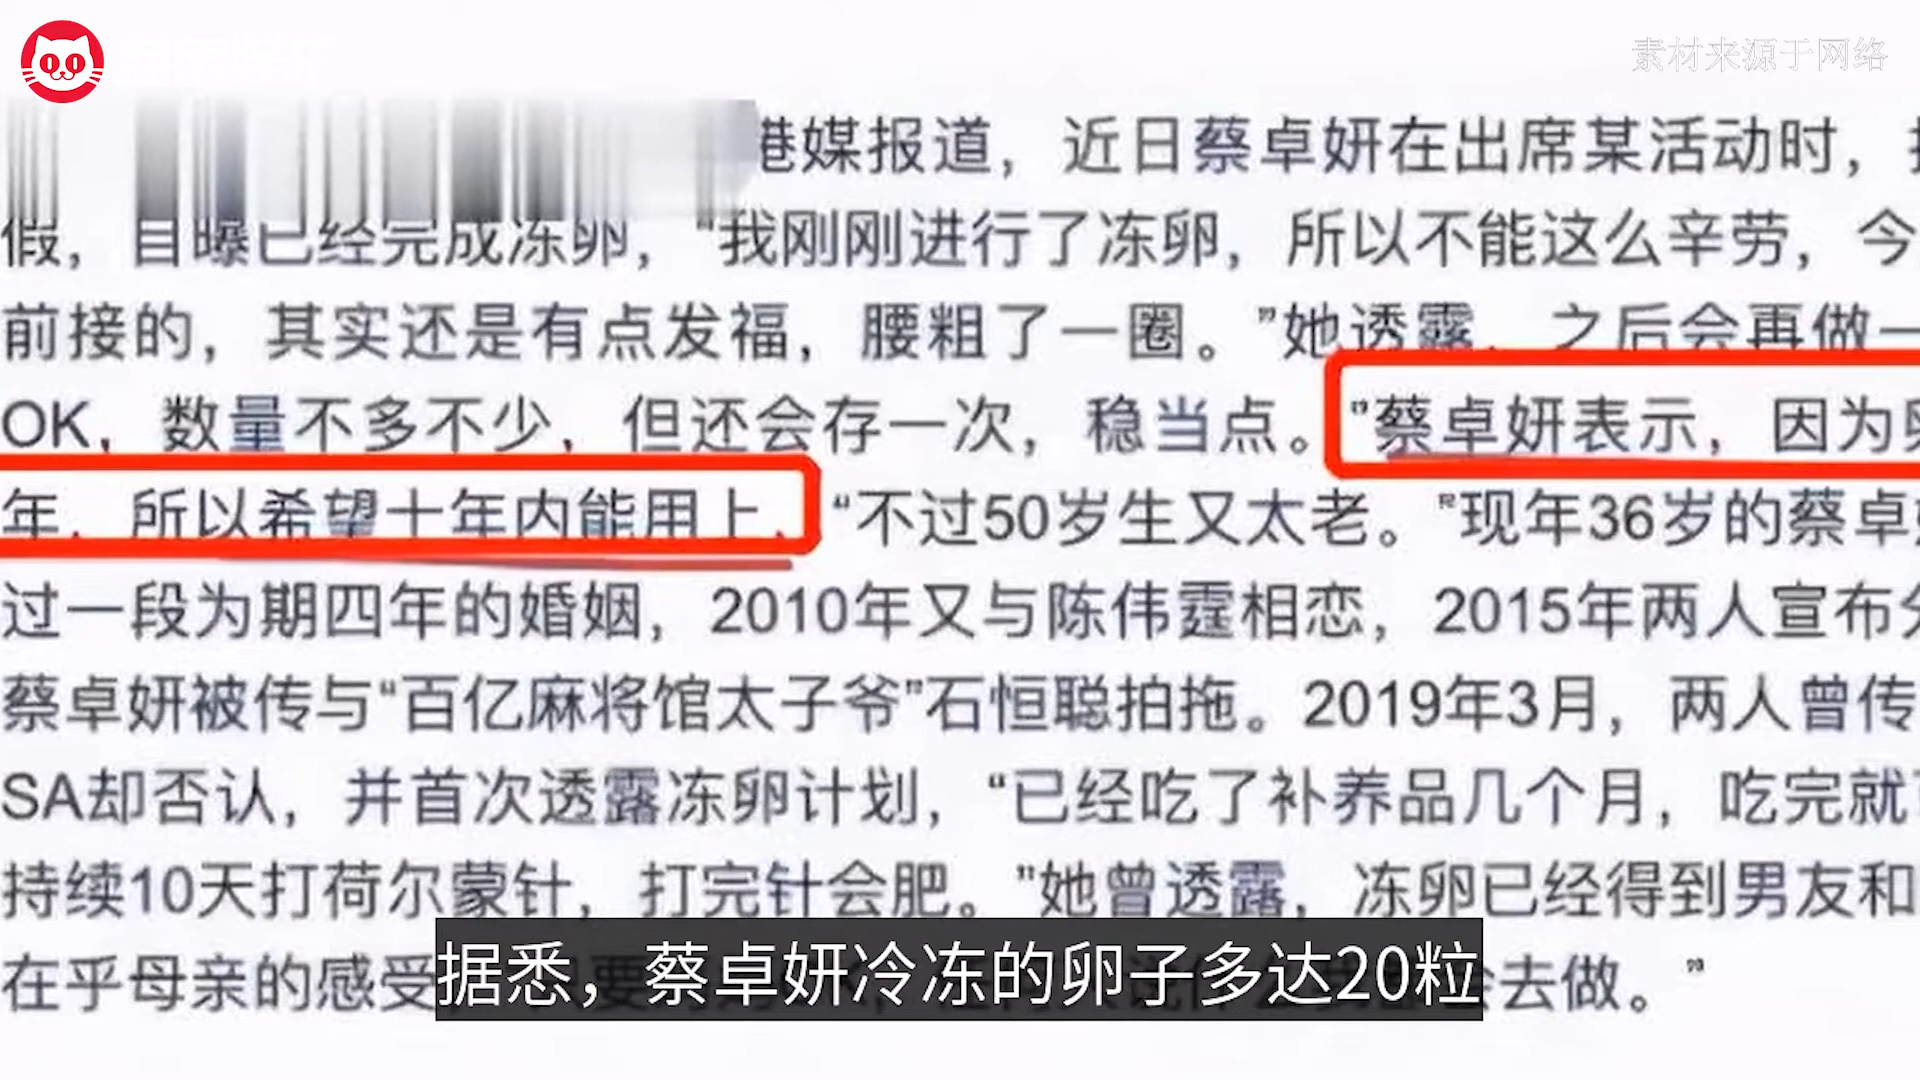 素材来源于网络
港媒报道，近日蔡卓妍在出席某活动时，
假，自曝已经完成冻卵，“我刚刚进行了冻卵，所以不能这么辛劳，今
前接的，其实还是有点发福，腰粗了一圈。”她透露，之后会再做一
OK，数量不多不少，但还会存一次，稳当点。”蔡卓妍表示，因为
年，所以希望十年内能用上，“不过50岁生又太老。”现年36岁的蔡卓
过一段为期四年的婚姻，2010年又与陈伟霆相恋，2015年两人宣布分
蔡卓妍被传与“百亿麻将馆太子爷”石恒聪拍拖。2019年3月，两人曾传
SA却否认，并首次透露冻卵计划，“已经吃了补养品几个月，吃完就
持续10天打荷尔蒙针，打完针会肥。”她曾透露，冻卵已经得到男友和
在乎母亲的感受 会去做。”
据悉，蔡卓妍冷冻的卵子多达20粒